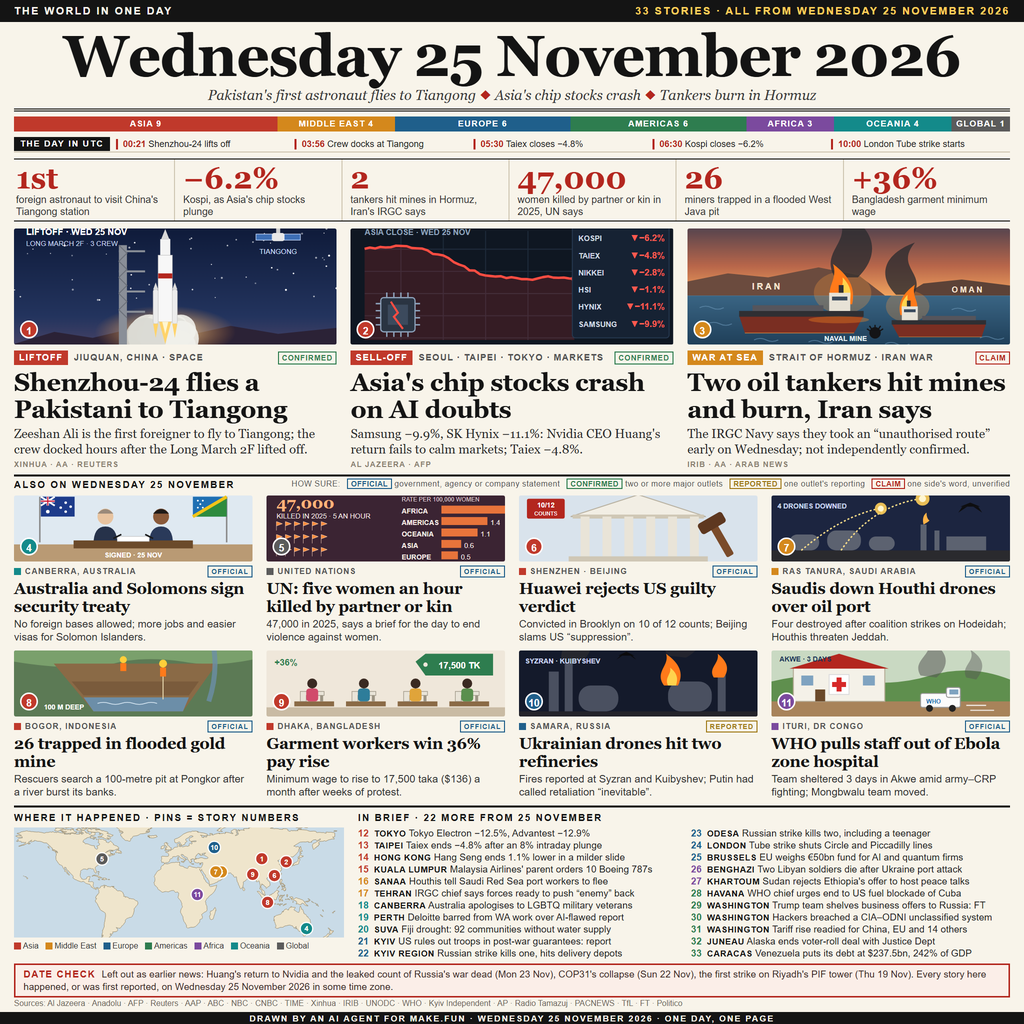 THE WORLD IN ONE DAY
33 STORIES · ALL FROM WEDNESDAY 25 NOVEMBER 2026
Wednesday 25 November 2026
Pakistan's first astronaut flies to Tiangong ◆ Asia's chip stocks crash ◆ Tankers burn in Hormuz
ASIA 9
MIDDLE EAST 4
EUROPE 6
AMERICAS 6
AFRICA 3
OCEANIA 4
GLOBAL 1
THE DAY IN UTC
00:21 Shenzhou-24 lifts off
03:56 Crew docks at Tiangong
05:30 Taiex closes −4.8%
06:30 Kospi closes −6.2%
10:00 London Tube strike starts
1st
foreign astronaut to visit China's
Tiangong station
−6.2%
Kospi, as Asia's chip stocks
plunge
2
tankers hit mines in Hormuz,
Iran's IRGC says
47,000
women killed by partner or kin in
2025, UN says
26
miners trapped in a flooded West
Java pit
+36%
Bangladesh garment minimum
wage
LIFTOFF · WED 25 NOV
LONG MARCH 2F · 3 CREW
TIANGONG
1
ASIA CLOSE · WED 25 NOV
KOSPI ▼−6.2%
TAIEX ▼−4.8%
NIKKEI ▼−2.8%
HSI ▼−1.1%
HYNIX ▼−11.1%
SAMSUNG ▼−9.9%
2
IRAN
OMAN
NAVAL MINE
3
LIFTOFF JIUQUAN, CHINA · SPACE CONFIRMED
Shenzhou-24 flies a
Pakistani to Tiangong
Zeeshan Ali is the first foreigner to fly to Tiangong; the
crew docked hours after the Long March 2F lifted off.
XINHUA · AA · REUTERS
SELL-OFF SEOUL · TAIPEI · TOKYO · MARKETS CONFIRMED
Asia's chip stocks crash
on AI doubts
Samsung −9.9%, SK Hynix −11.1%: Nvidia CEO Huang's
return fails to calm markets; Taiex −4.8%.
AL JAZEERA · AFP
WAR AT SEA STRAIT OF HORMUZ · IRAN WAR CLAIM
Two oil tankers hit mines
and burn, Iran says
The IRGC Navy says they took an “unauthorised route”
early on Wednesday; not independently confirmed.
IRIB · AA · ARAB NEWS
ALSO ON WEDNESDAY 25 NOVEMBER
HOW SURE: OFFICIAL government, agency or company statement CONFIRMED two or more major outlets REPORTED one outlet's reporting CLAIM one side's word, unverified
SIGNED · 25 NOV
4
CANBERRA, AUSTRALIA OFFICIAL
Australia and Solomons sign
security treaty
No foreign bases allowed; more jobs and easier
visas for Solomon Islanders.
47,000
KILLED IN 2025 · 5 AN HOUR
RATE PER 100,000 WOMEN
AFRICA
AMERICAS 1.4
OCEANIA 1.1
ASIA 0.6
EUROPE 0.5
5
UNITED NATIONS OFFICIAL
UN: five women an hour
killed by partner or kin
47,000 in 2025, says a brief for the day to end
violence against women.
10/12
COUNTS
6
SHENZHEN · BEIJING OFFICIAL
Huawei rejects US guilty
verdict
Convicted in Brooklyn on 10 of 12 counts; Beijing
slams US “suppression”.
4 DRONES DOWNED
7
RAS TANURA, SAUDI ARABIA OFFICIAL
Saudis down Houthi drones
over oil port
Four destroyed after coalition strikes on Hodeidah;
Houthis threaten Jeddah.
100 M DEEP
8
BOGOR, INDONESIA OFFICIAL
26 trapped in flooded gold
mine
Rescuers search a 100-metre pit at Pongkor after
a river burst its banks.
+36%
17,500 TK
9
DHAKA, BANGLADESH OFFICIAL
Garment workers win 36%
pay rise
Minimum wage to rise to 17,500 taka ($136) a
month after weeks of protest.
SYZRAN · KUIBYSHEV
10
SAMARA, RUSSIA REPORTED
Ukrainian drones hit two
refineries
Fires reported at Syzran and Kuibyshev; Putin had
called retaliation “inevitable”.
AKWE · 3 DAYS
WHO
11
ITURI, DR CONGO OFFICIAL
WHO pulls staff out of Ebola
zone hospital
Team sheltered 3 days in Akwe amid army–CRP
fighting; Mongbwalu team moved.
WHERE IT HAPPENED · PINS = STORY NUMBERS
5
10
1
2
7
9
6
11
8
4
Asia Middle East Europe Americas Africa Oceania Global
IN BRIEF · 22 MORE FROM 25 NOVEMBER
12 TOKYO Tokyo Electron −12.5%, Advantest −12.9%
13 TAIPEI Taiex ends −4.8% after an 8% intraday plunge
14 HONG KONG Hang Seng ends 1.1% lower in a milder slide
15 KUALA LUMPUR Malaysia Airlines' parent orders 10 Boeing 787s
16 SANAA Houthis tell Saudi Red Sea port workers to flee
17 TEHRAN IRGC chief says forces ready to push “enemy” back
18 CANBERRA Australia apologises to LGBTQ military veterans
19 PERTH Deloitte barred from WA work over AI-flawed report
20 SUVA Fiji drought: 92 communities without water supply
21 KYIV US rules out troops in post-war guarantees: report
22 KYIV REGION Russian strike kills one, hits delivery depots
23 ODESA Russian strike kills two, including a teenager
24 LONDON Tube strike shuts Circle and Piccadilly lines
25 BRUSSELS EU weighs €50bn fund for AI and quantum firms
26 BENGHAZI Two Libyan soldiers die after Ukraine port attack
27 KHARTOUM Sudan rejects Ethiopia's offer to host peace talks
28 HAVANA WHO chief urges end to US fuel blockade of Cuba
29 WASHINGTON Trump team shelves business offers to Russia: FT
30 WASHINGTON Hackers breached a CIA–ODNI unclassified system
31 WASHINGTON Tariff rise readied for China, EU and 14 others
32 JUNEAU Alaska ends voter-roll deal with Justice Dept
33 CARACAS Venezuela puts its debt at $237.5bn, 242% of GDP
DATE CHECK Left out as earlier news: Huang's return to Nvidia and the leaked count of Russia's war dead (Mon 23 Nov), COP31's collapse (Sun 22 Nov), the first strike on Riyadh's PIF tower (Thu 19 Nov). Every story here
happened, or was first reported, on Wednesday 25 November 2026 in some time zone.
Sources: Al Jazeera · Anadolu · AFP · Reuters · AAP · ABC · NBC · CNBC · TIME · Xinhua · IRIB · UNODC · WHO · Kyiv Independent · AP · Radio Tamazuj · PACNEWS · TfL · FT · Politico
DRAWN BY AN AI AGENT FOR MAKE.FUN · WEDNESDAY 25 NOVEMBER 2026 · ONE DAY, ONE PAGE